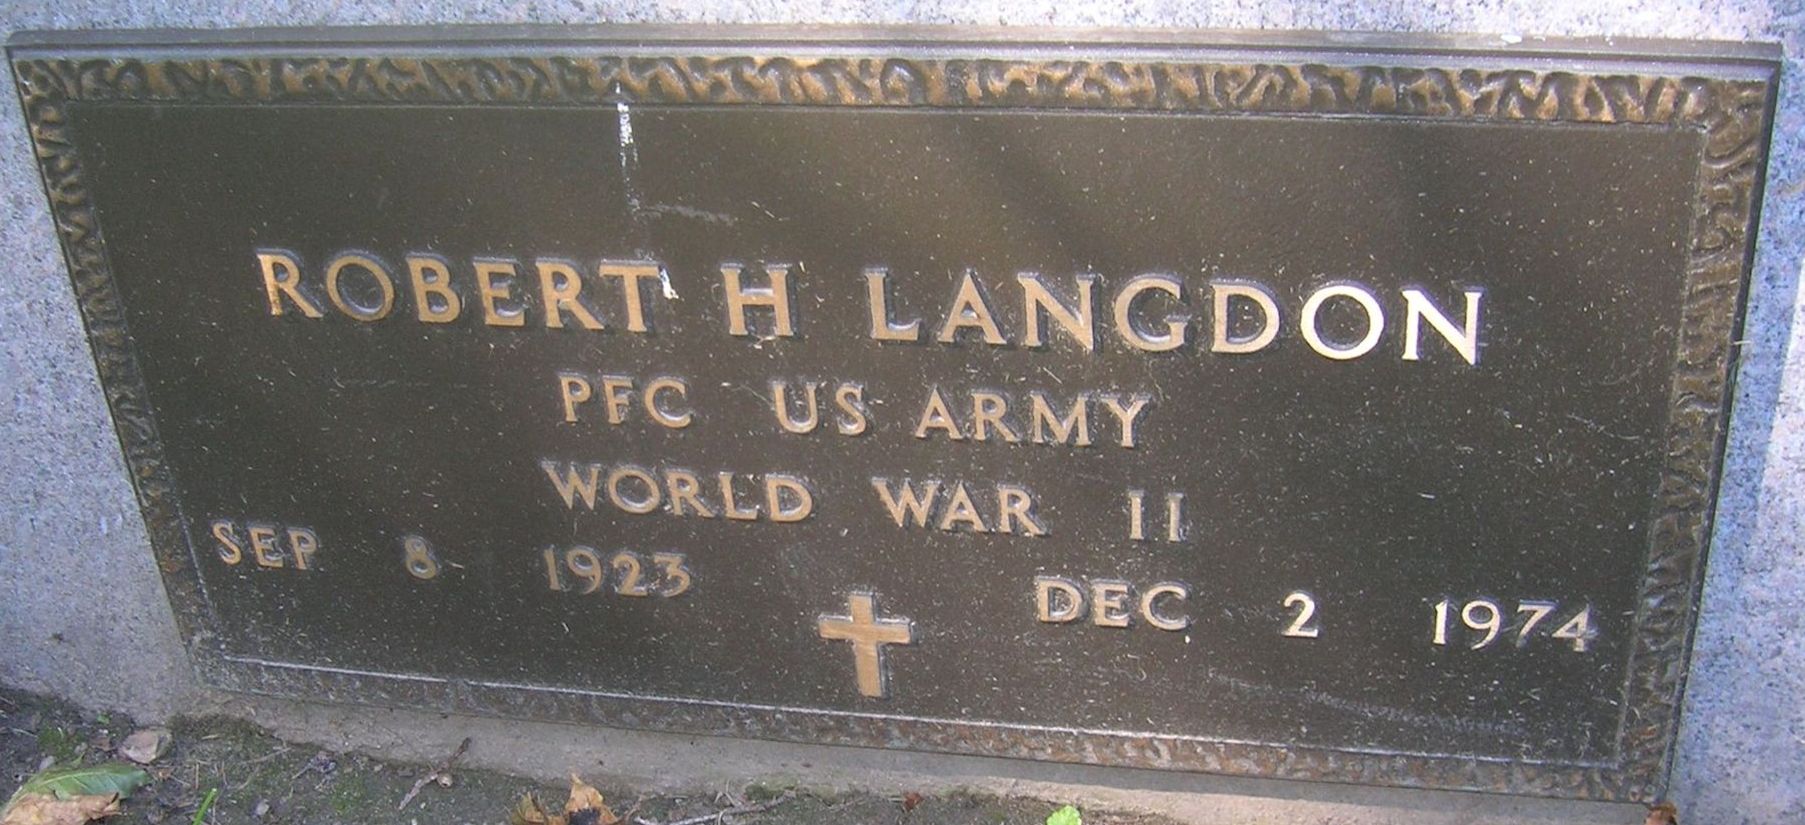 ROBERT H LANGDON
PFC US ARMY
WORLD WAR II
SEP 8 1923 DEC 2 1974